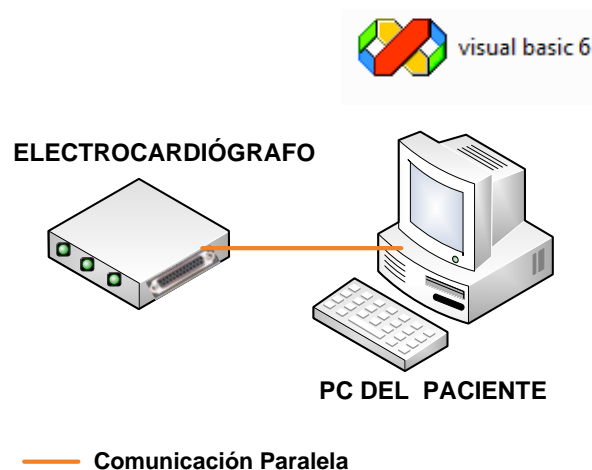 visual basic 6
ELECTROCARDIÓGRAFO
PC DEL PACIENTE
Comunicación Paralela